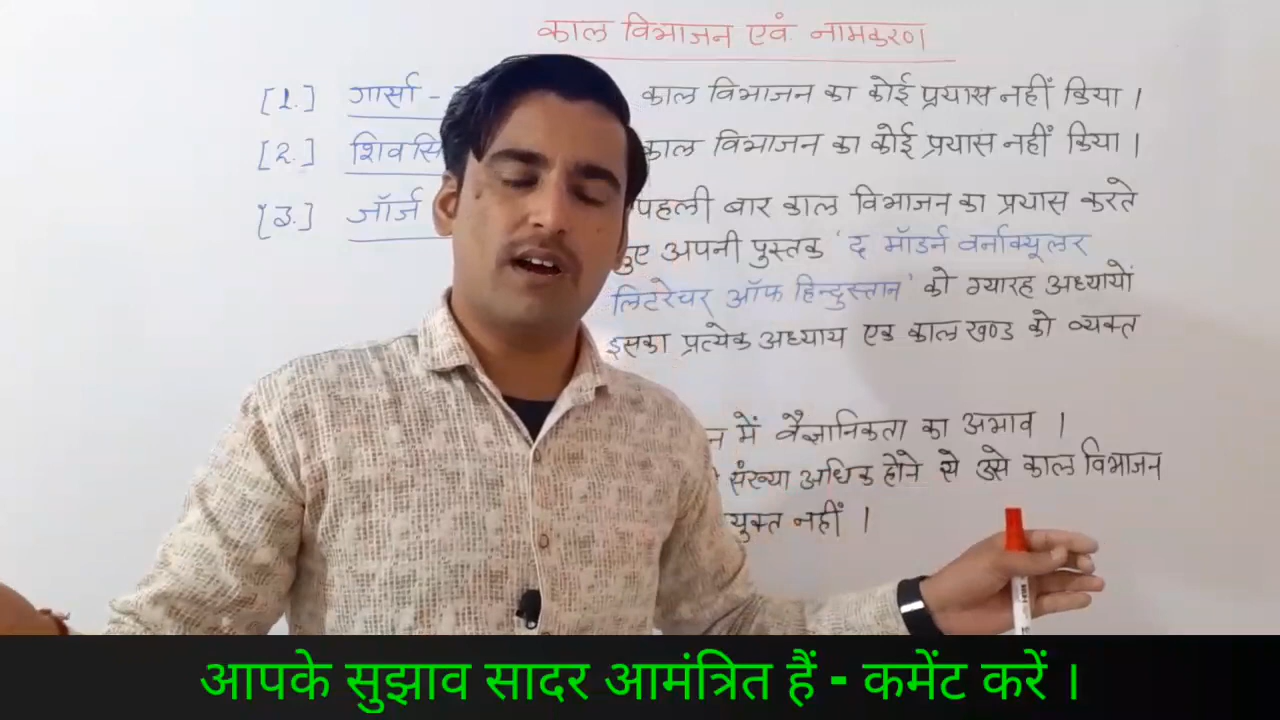 काल विभाजन एवं नामकरण
[1.] गार्सा - काल विभाजन का कोई प्रयास नहीं किया ।
[2.] शिवसिं काल विभाजन का कोई प्रयास नहीं किया ।
[3.] जॉर्ज पहली बार काल विभाजन का प्रयास करते
हुए अपनी पुस्तक 'द मॉडर्न वर्नाक्यूलर
लिटरेचर ऑफ हिन्दुस्तान' को ग्यारह अध्यायों
इसका प्रत्येक अध्याय एक काल खण्ड को व्यक्त
में वैज्ञानिकता का अभाव ।
संख्या अधिक होने से उसे काल विभाजन
युक्त नहीं ।
आपके सुझाव सादर आमंत्रित हैं - कमेंट करें ।